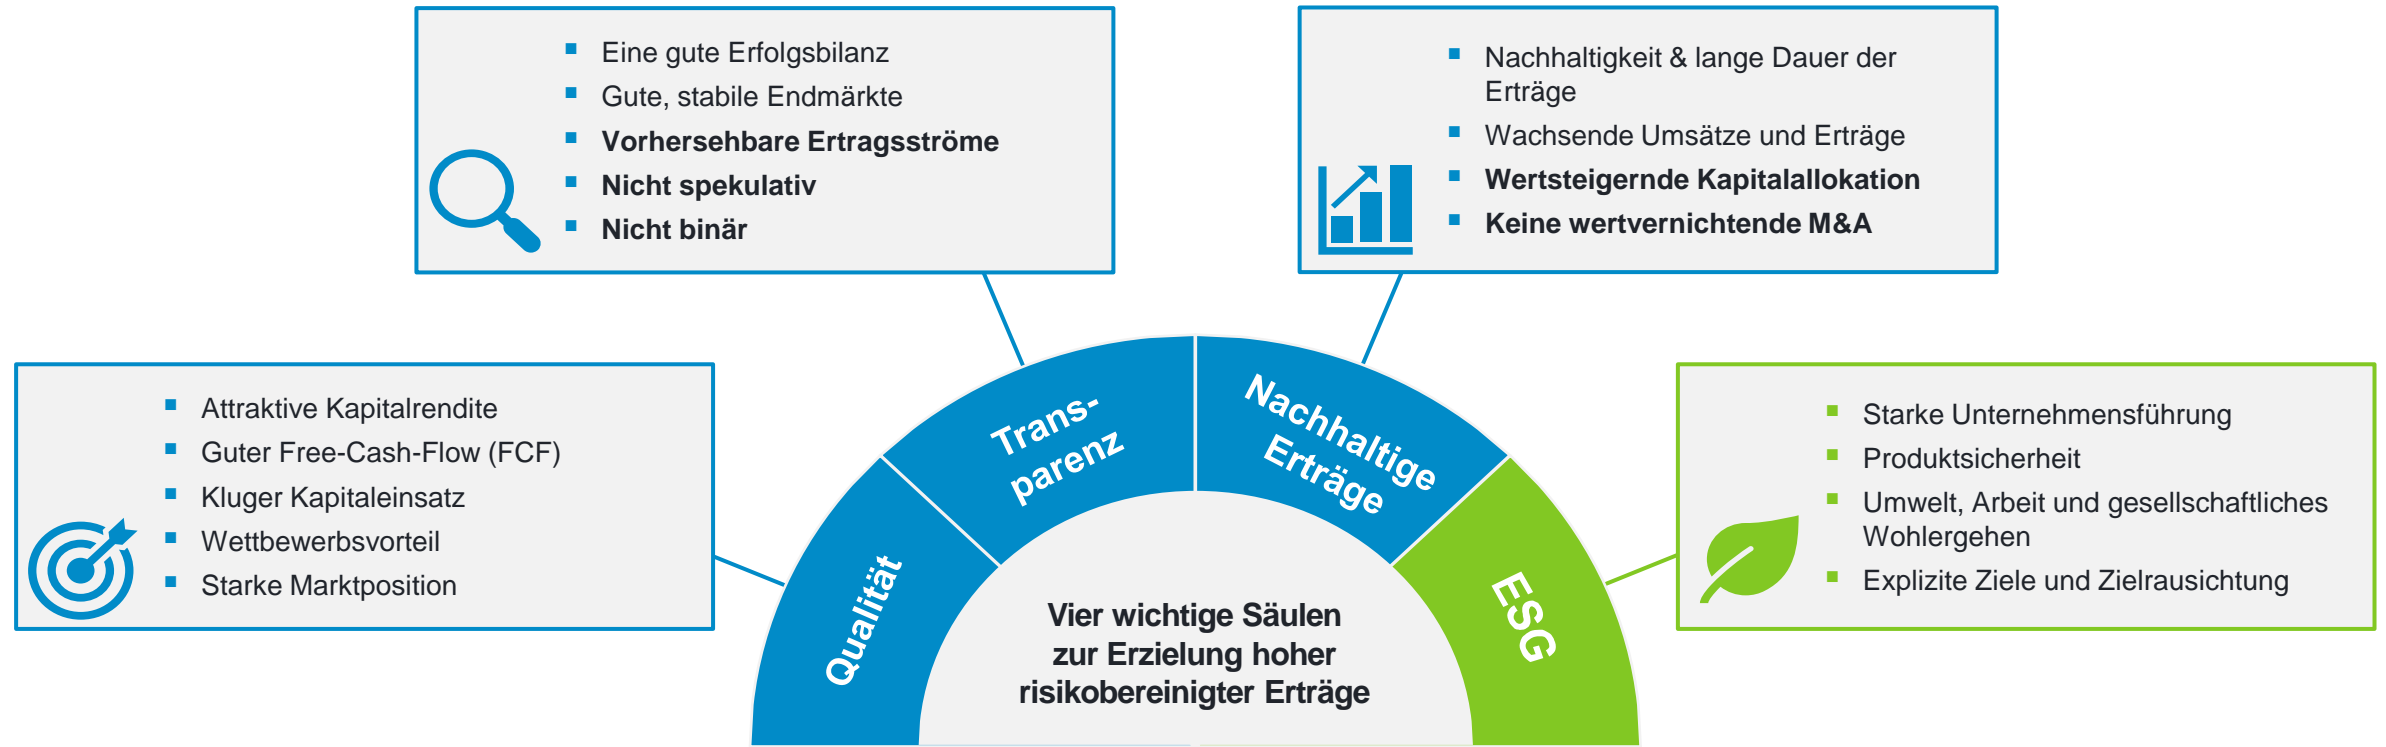 Eine gute Erfolgsbilanz
Gute, stabile Endmärkte
Vorhersehbare Ertragsströme
Nicht spekulativ
Nicht binär
Nachhaltigkeit & lange Dauer der
Erträge
Wachsende Umsätze und Erträge
Wertsteigernde Kapitalallokation
Keine wertvernichtende M&A
Attraktive Kapitalrendite
Guter Free-Cash-Flow (FCF)
Kluger Kapitaleinsatz
Wettbewerbsvorteil
Starke Marktposition
Qualität
Trans-
parenz
Nachhaltige
Erträge
ESG
Vier wichtige Säulen
zur Erzielung hoher
risikobereinigter Erträge
Starke Unternehmensführung
Produktsicherheit
Umwelt, Arbeit und gesellschaftliches
Wohlergehen
Explizite Ziele und Zielrausichtung